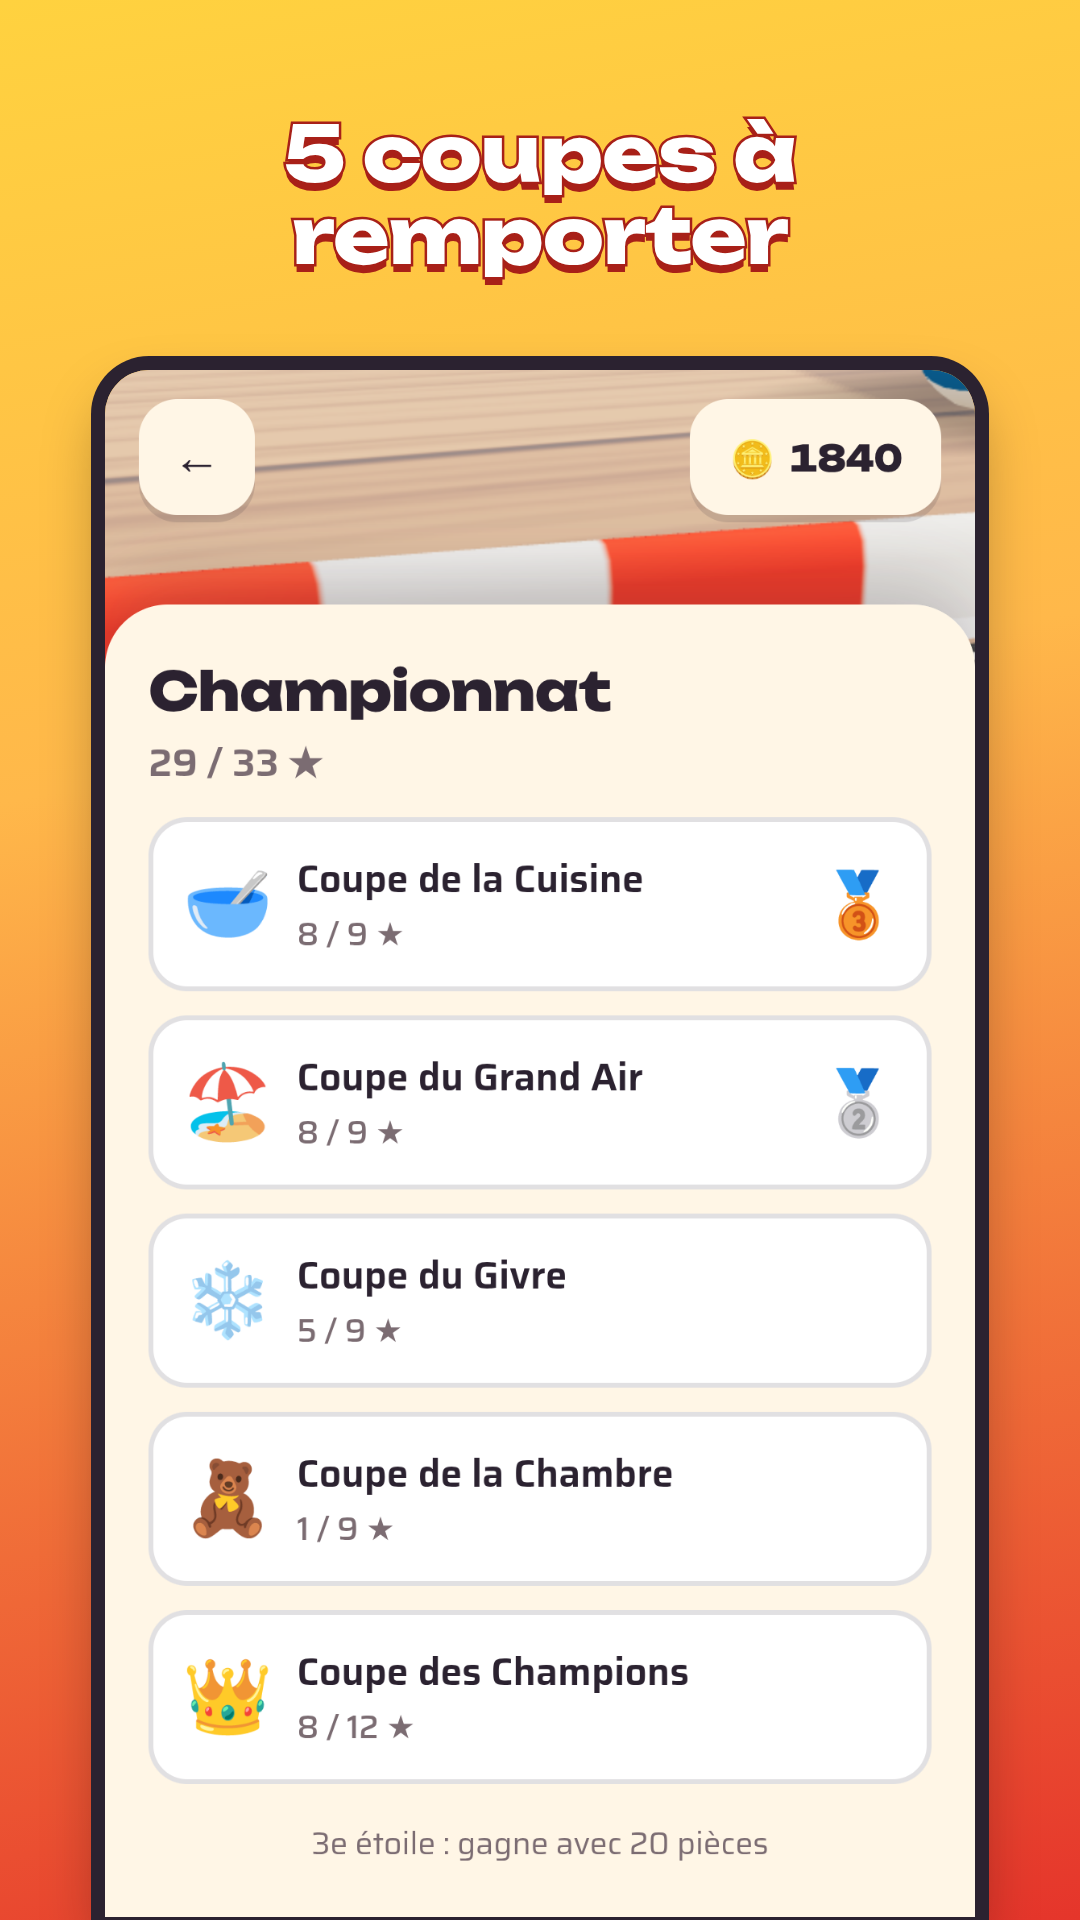 5 coupes à
remporter
← 🪙 1840
Championnat
29 / 33 ★
Coupe de la Cuisine
8 / 9 ★
3
Coupe du Grand Air
8 / 9 ★
2
Coupe du Givre
5 / 9 ★
Coupe de la Chambre
1 / 9 ★
Coupe des Champions
8 / 12 ★
3e étoile : gagne avec 20 pièces